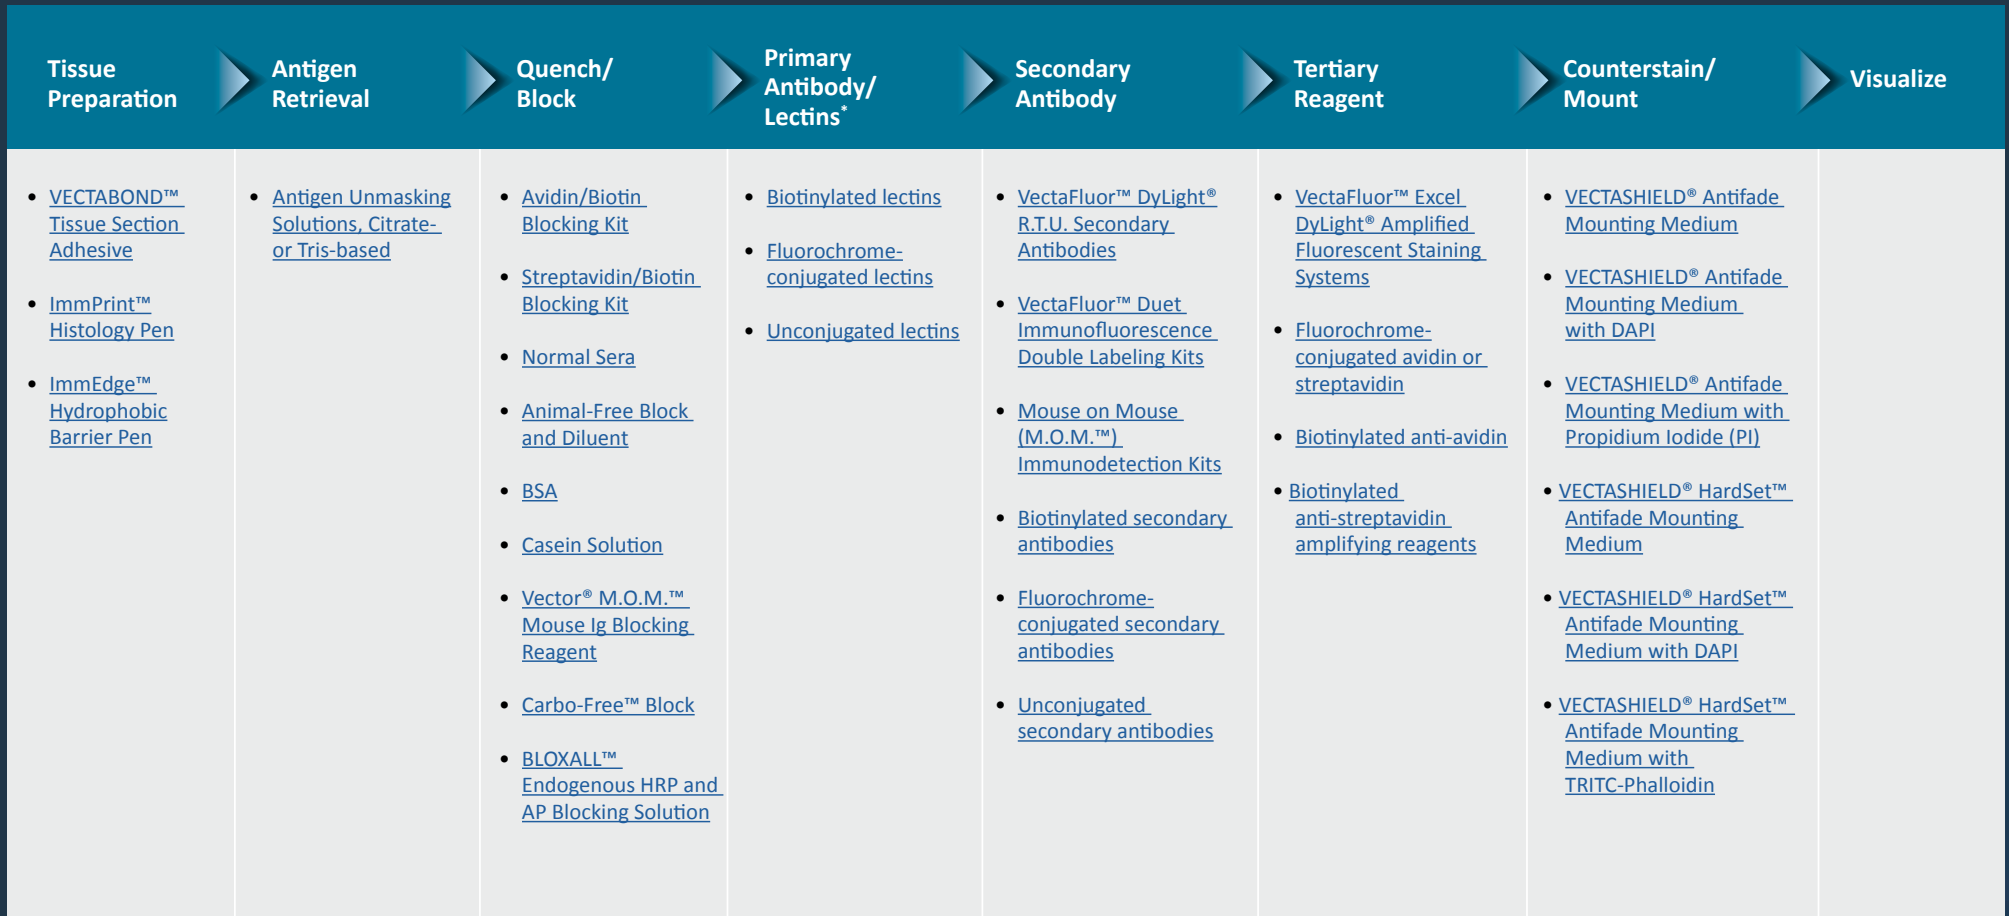 Tissue
Preparation
Antigen
Retrieval
Quench/
Block
Primary
Antibody/
Lectins*
Secondary
Antibody
Tertiary
Reagent
Counterstain/
Mount
Visualize
• VECTABOND™
Tissue Section
Adhesive
• ImmPrint™
Histology Pen
• ImmEdge™
Hydrophobic
Barrier Pen
• Antigen Unmasking
Solutions, Citrate-
or Tris-based
• Avidin/Biotin
Blocking Kit
• Streptavidin/Biotin
Blocking Kit
• Normal Sera
• Animal-Free Block
and Diluent
• BSA
• Casein Solution
• Vector® M.O.M.™
Mouse Ig Blocking
Reagent
• Carbo-Free™ Block
• BLOXALL™
Endogenous HRP and
AP Blocking Solution
• Biotinylated lectins
• Fluorochrome-
conjugated lectins
• Unconjugated lectins
• VectaFluor™ DyLight®
R.T.U. Secondary
Antibodies
• VectaFluor™ Duet
Immunofluorescence
Double Labeling Kits
• Mouse on Mouse
(M.O.M.™)
Immunodetection Kits
• Biotinylated secondary
antibodies
• Fluorochrome-
conjugated secondary
antibodies
• Unconjugated
secondary antibodies
• VectaFluor™ Excel
DyLight® Amplified
Fluorescent Staining
Systems
• Fluorochrome-
conjugated avidin or
streptavidin
• Biotinylated anti-avidin
• Biotinylated
anti-streptavidin
amplifying reagents
• VECTASHIELD® Antifade
Mounting Medium
• VECTASHIELD® Antifade
Mounting Medium
with DAPI
• VECTASHIELD® Antifade
Mounting Medium with
Propidium Iodide (PI)
• VECTASHIELD® HardSet™
Antifade Mounting
Medium
• VECTASHIELD® HardSet™
Antifade Mounting
Medium with DAPI
• VECTASHIELD® HardSet™
Antifade Mounting
Medium with
TRITC-Phalloidin